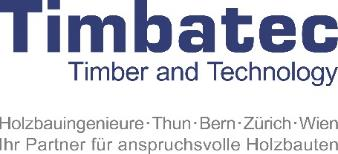 Timbatec
Timber and Technology
Holzbauingenieure·Thun·Bern·Zürich·Wien
Ihr Partner für anspruchsvolle Holzbauten